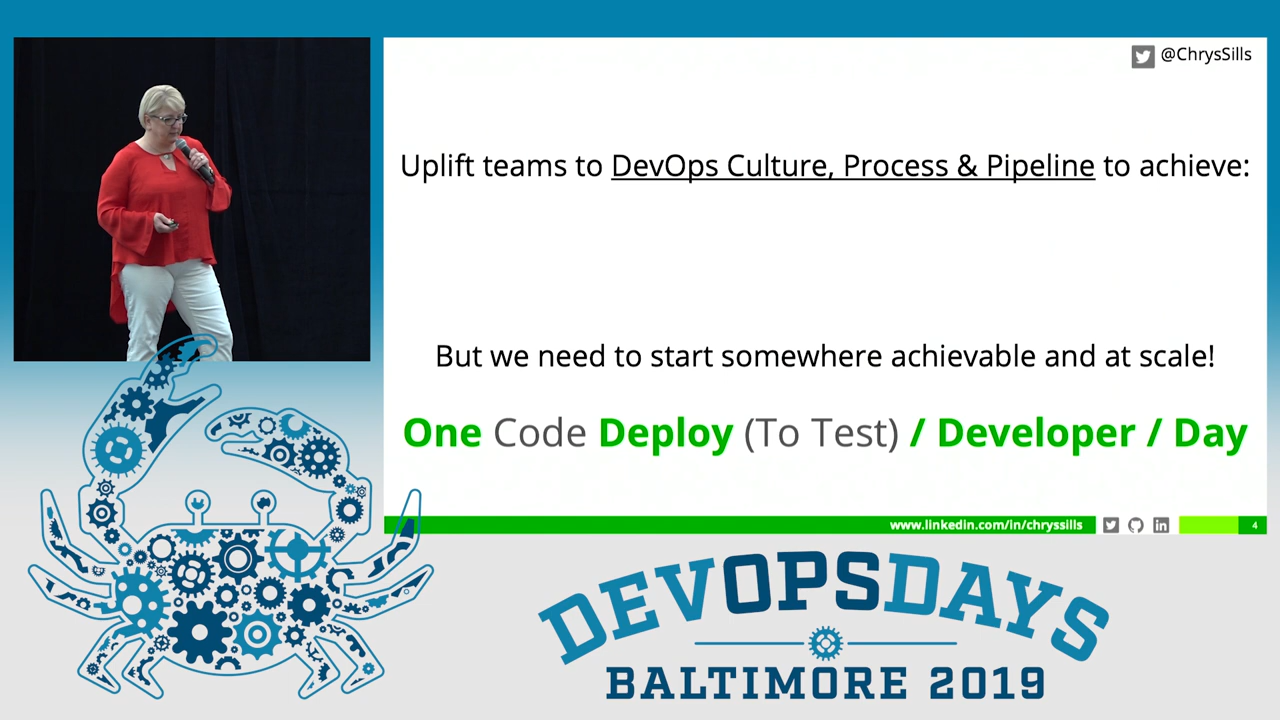 @ChrysSills
Uplift teams to DevOps Culture, Process & Pipeline to achieve:
But we need to start somewhere achievable and at scale!
One Code Deploy (To Test) / Developer / Day
www.linkedin.com/in/chryssills
4
DEVOPSDAYS
BALTIMORE 2019